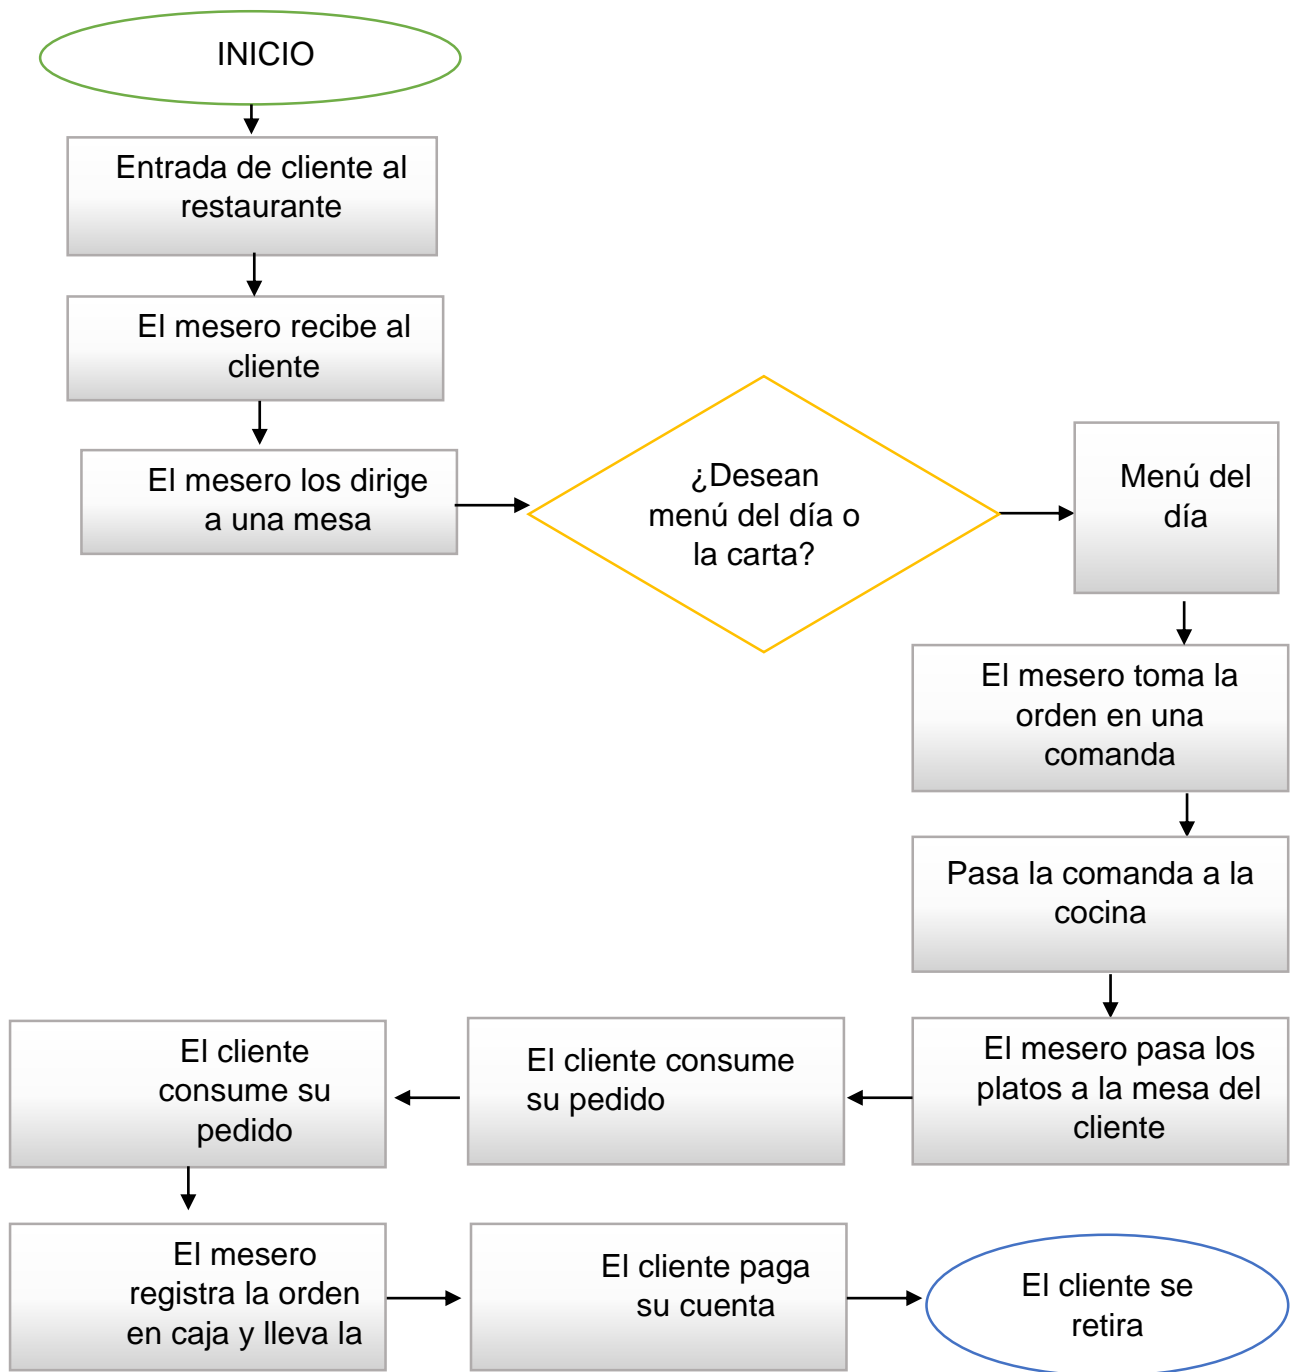 INICIO
Entrada de cliente al
restaurante
El mesero recibe al
cliente
El mesero los dirige
a una mesa
¿Desean
menú del día o
la carta?
Menú del
día
El mesero toma la
orden en una
comanda
Pasa la comanda a la
cocina
El mesero pasa los
platos a la mesa del
cliente
El cliente consume
su pedido
El cliente
consume su
pedido
El mesero
registra la orden
en caja y lleva la
El cliente paga
su cuenta
El cliente se
retira